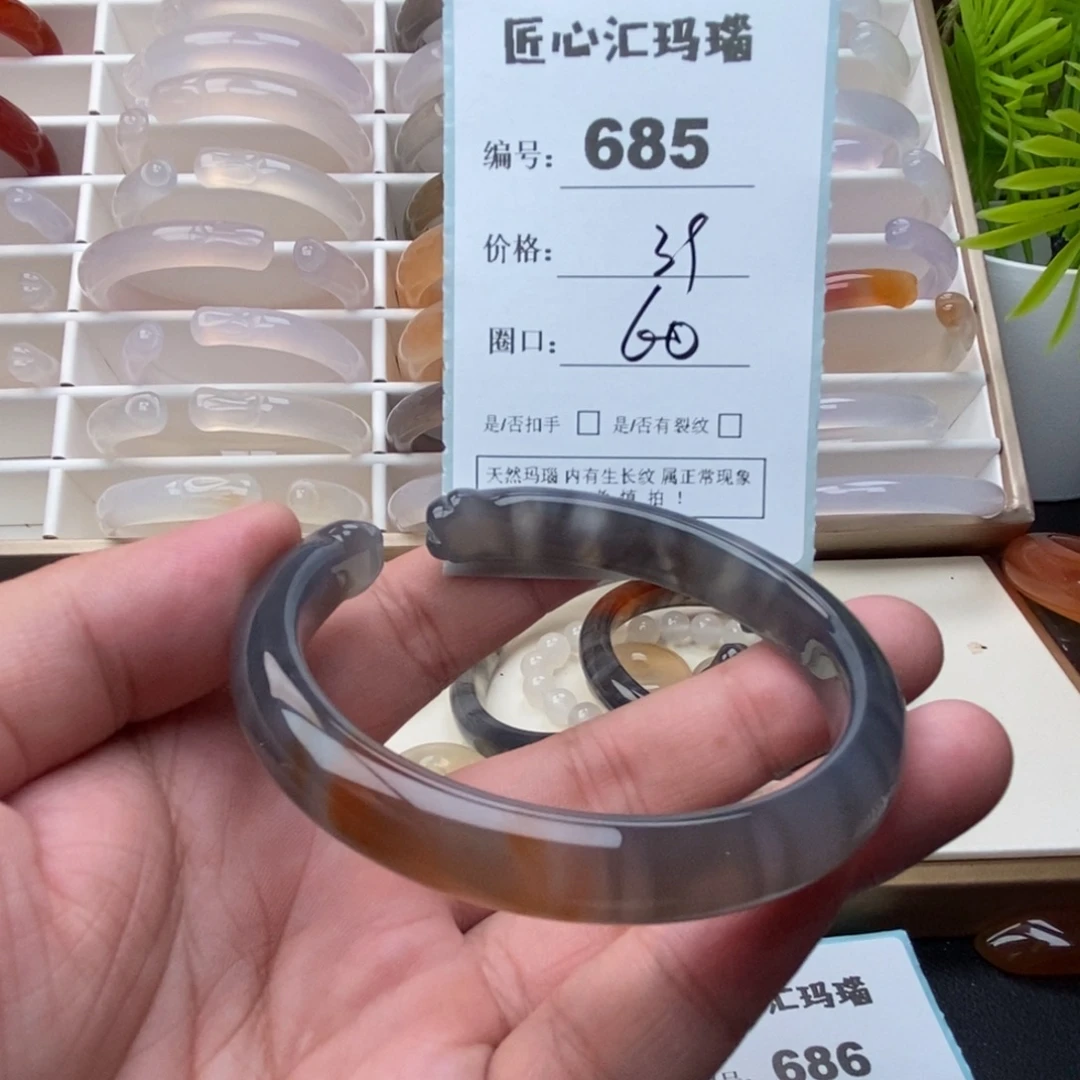 匠心汇玛瑙
编号: 685
价格: 39
圈口: 60
是/否扣手 □ 是/否有裂纹 □
天然玛瑙 内有生长纹 属正常现象
慎 拍 !
汇玛瑙
686